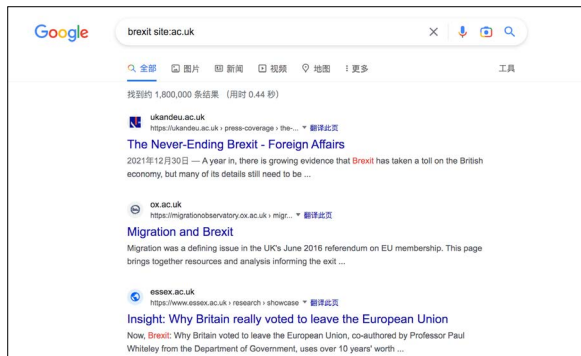 Google
brexit site:ac.uk
全部 图片 新闻 视频 地图 更多 工具
找到约 1,800,000 条结果 （用时 0.44 秒）
ukandeu.ac.uk
https://ukandeu.ac.uk › press-coverage › the-... 翻译此页
The Never-Ending Brexit - Foreign Affairs
2021年12月30日 — A year in, there is growing evidence that Brexit has taken a toll on the British
economy, but many of its details still need to be ...
ox.ac.uk
https://migrationobservatory.ox.ac.uk › migr... 翻译此页
Migration and Brexit
Migration was a defining issue in the UK's June 2016 referendum on EU membership. This page
brings together resources and analysis informing the exit ...
essex.ac.uk
https://www.essex.ac.uk › research › showcase 翻译此页
Insight: Why Britain really voted to leave the European Union
Now, Brexit: Why Britain voted to leave the European Union, co-authored by Professor Paul
Whiteley from the Department of Government, uses over 10 years' worth ...